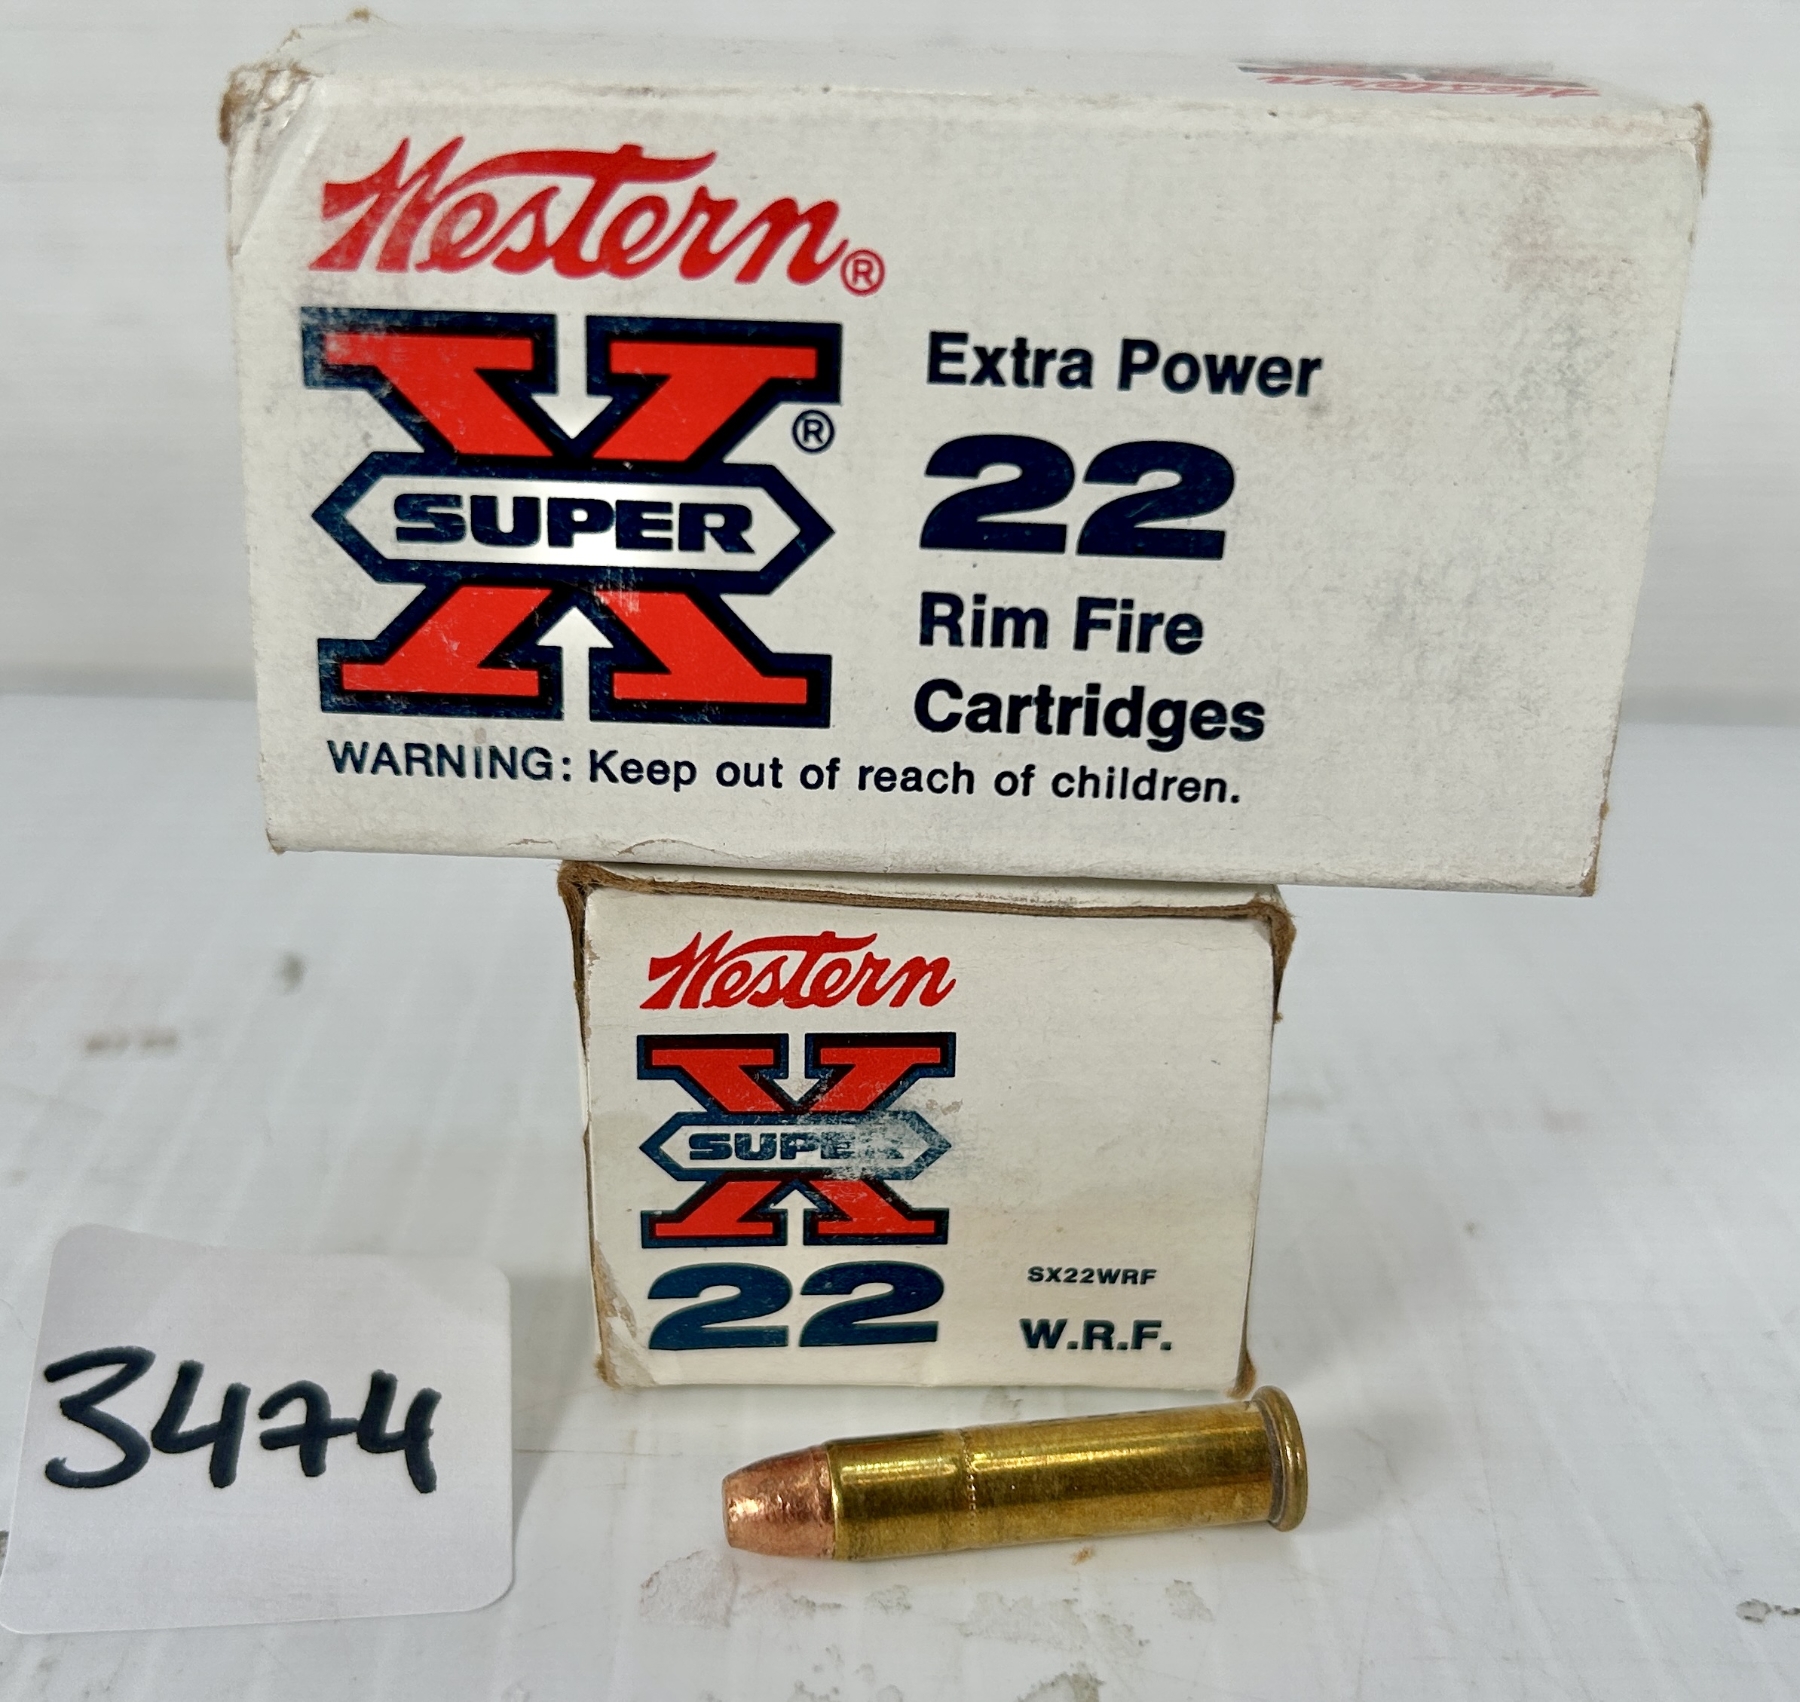 Western
Western®
X®
SUPER
Extra Power
22
Rim Fire
Cartridges
WARNING: Keep out of reach of children.
Western
X
SUPER
22
SX22WRF
W.R.F.
3474